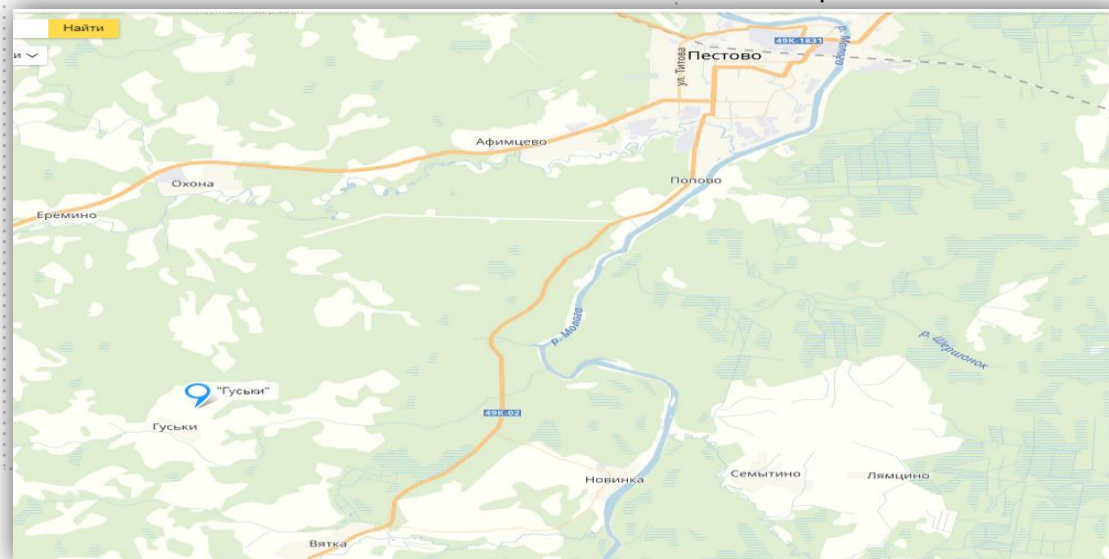 Найти
и
49К-1831
р. Молога
Пестово
ул. Титова
Афимцево
Охона
Попово
Ерёмино
р. Молога
р. Шершонок
"Гуськи"
49К-02
Гуськи
Семытино
Лямцино
Новинка
Вятка